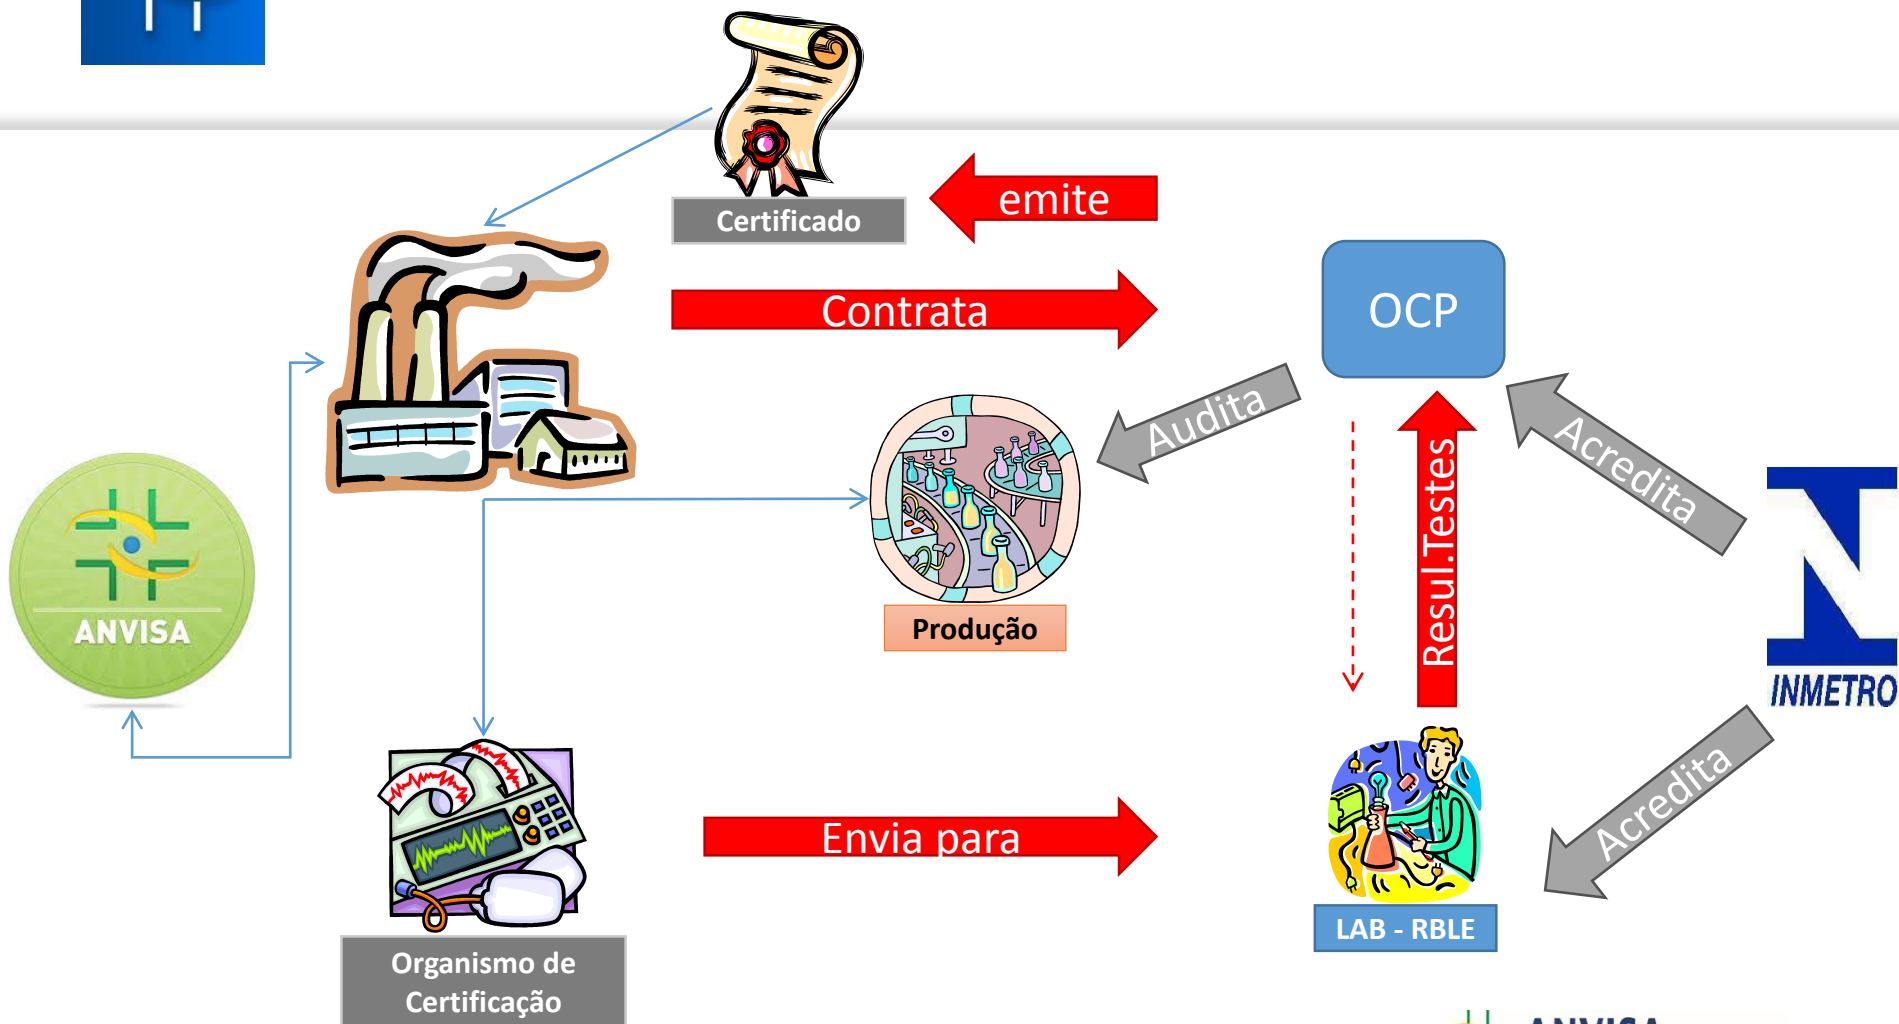 emite
Certificado
Contrata
OCP
Audita
Acredita
Resul.Testes
ANVISA
Produção
INMETRO
Acredita
Envia para
LAB - RBLE
Organismo de
Certificação
ANVISA